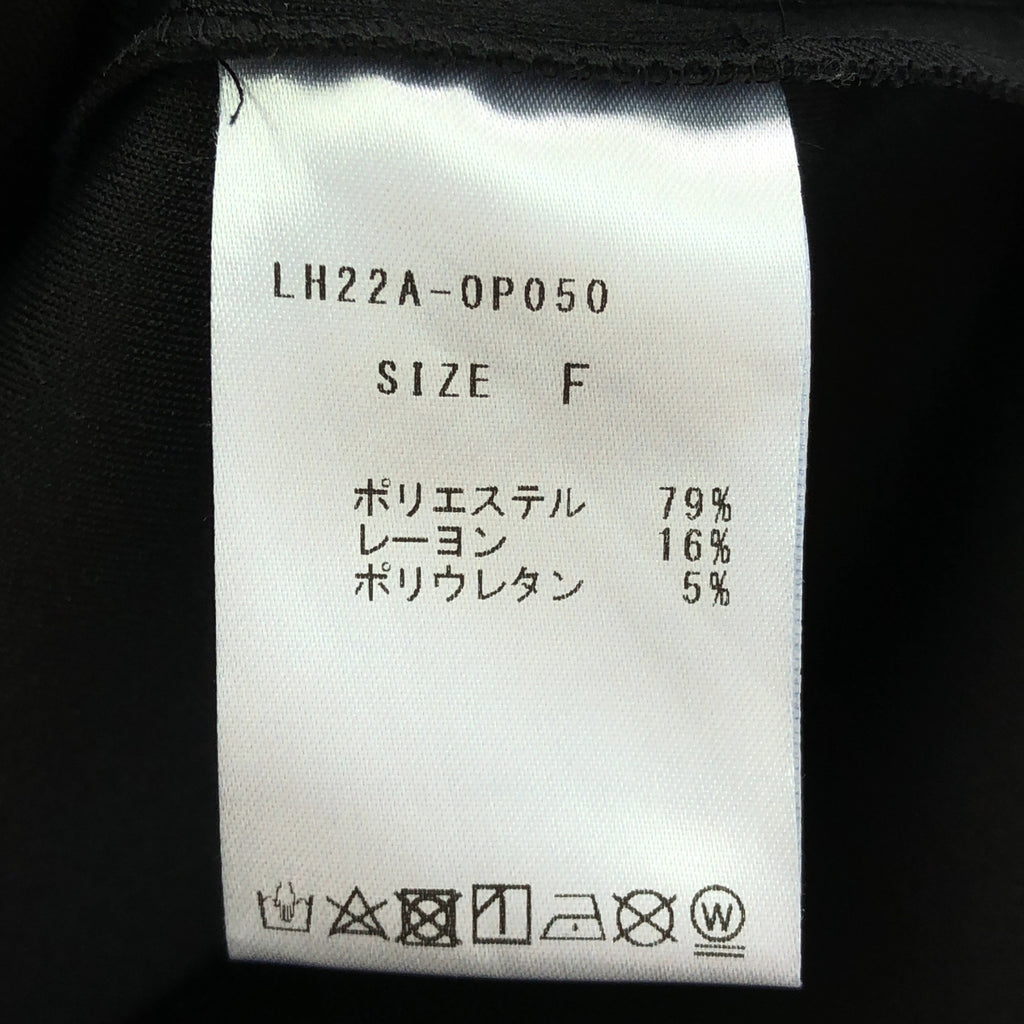 LH22A-OP050
SIZE F
ポリエステル 79%
レーヨン 16%
ポリウレタン 5%
W